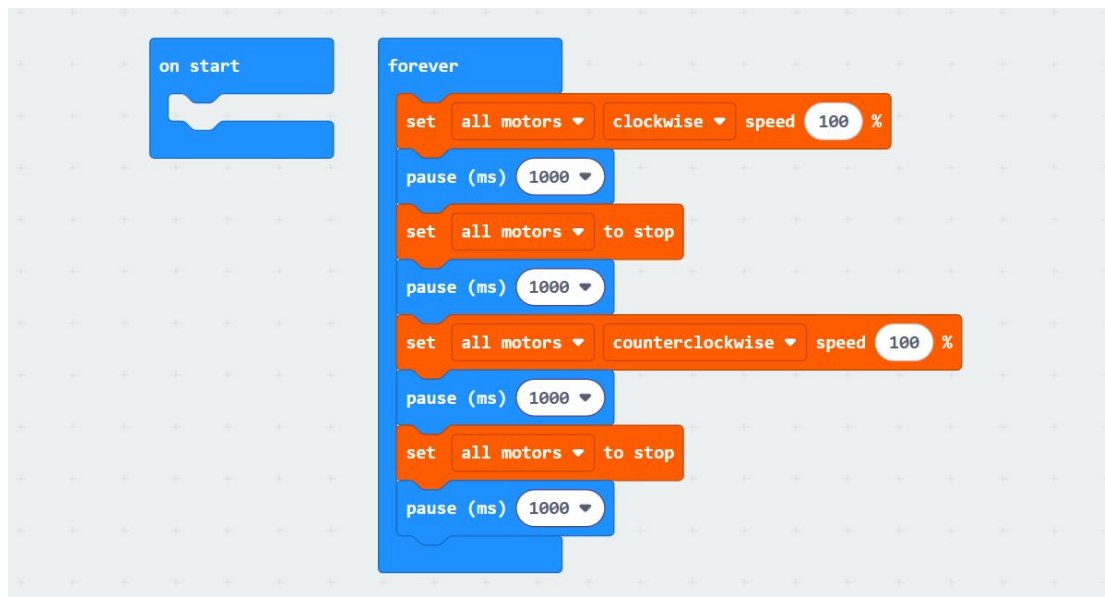 on start
forever
set all motors clockwise speed 100 %
pause (ms) 1000
set all motors to stop
pause (ms) 1000
set all motors counterclockwise speed 100 %
pause (ms) 1000
set all motors to stop
pause (ms) 1000